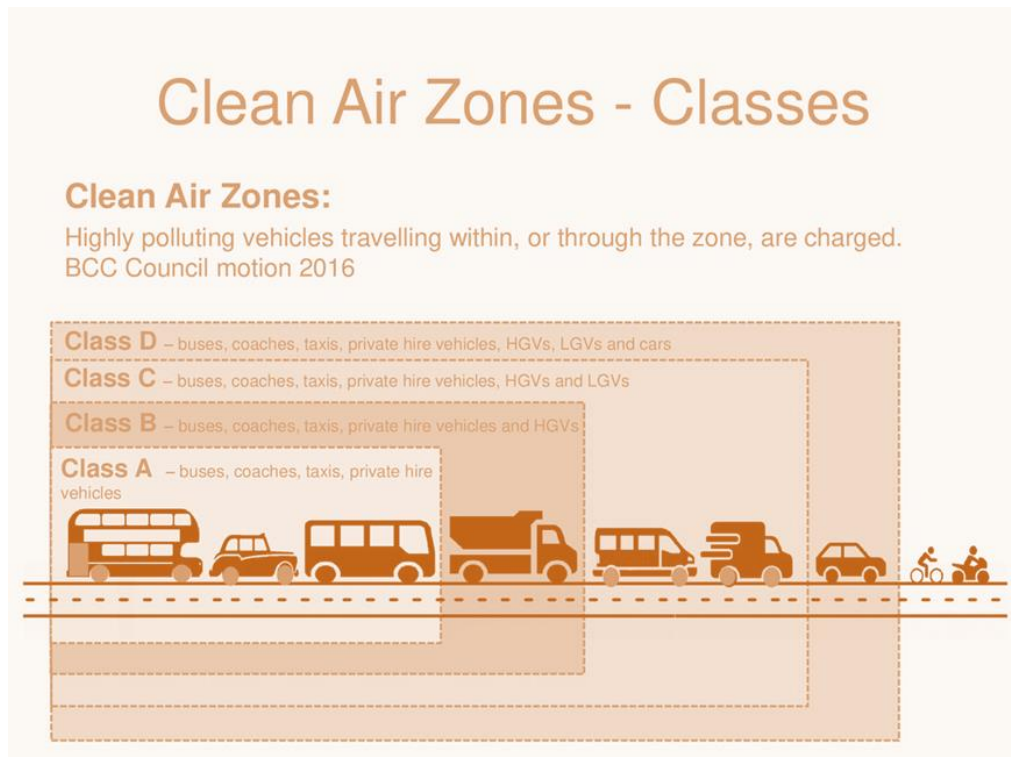 Clean Air Zones - Classes
Clean Air Zones:
Highly polluting vehicles travelling within, or through the zone, are charged.
BCC Council motion 2016
Class D – buses, coaches, taxis, private hire vehicles, HGVs, LGVs and cars
Class C – buses, coaches, taxis, private hire vehicles, HGVs and LGVs
Class B – buses, coaches, taxis, private hire vehicles and HGVs
Class A – buses, coaches, taxis, private hire
vehicles